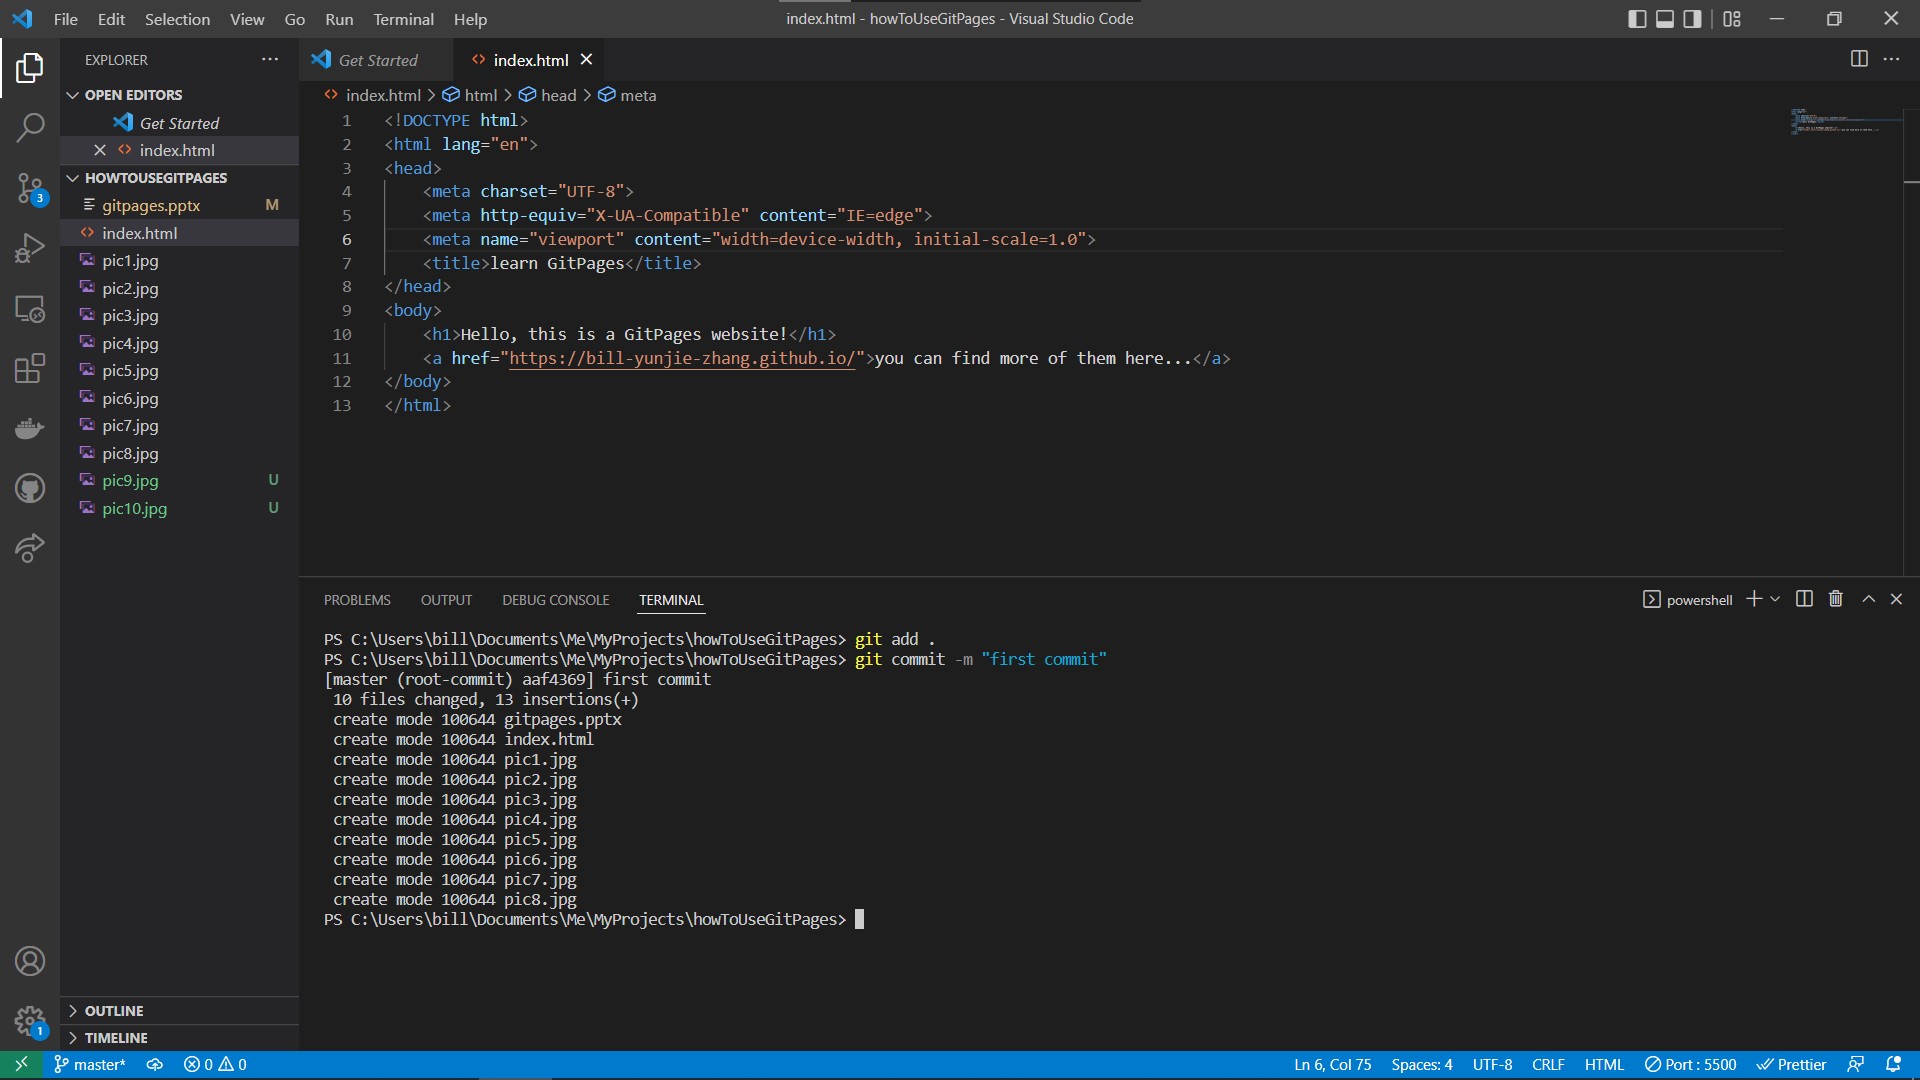 File Edit Selection View Go Run Terminal Help
index.html - howToUseGitPages - Visual Studio Code
EXPLORER
OPEN EDITORS
Get Started
index.html
HOWTOUSEGITPAGES
gitpages.pptx M
index.html
pic1.jpg
pic2.jpg
pic3.jpg
pic4.jpg
pic5.jpg
pic6.jpg
pic7.jpg
pic8.jpg
pic9.jpg U
pic10.jpg U
OUTLINE
TIMELINE
3
1
Get Started index.html
index.html > html > head > meta
1 <!DOCTYPE html>
2 <html lang="en">
3 <head>
4 <meta charset="UTF-8">
5 <meta http-equiv="X-UA-Compatible" content="IE=edge">
6 <meta name="viewport" content="width=device-width, initial-scale=1.0">
7 <title>learn GitPages</title>
8 </head>
9 <body>
10 <h1>Hello, this is a GitPages website!</h1>
11 <a href="https://bill-yunjie-zhang.github.io/">you can find more of them here...</a>
12 </body>
13 </html>
PROBLEMS OUTPUT DEBUG CONSOLE TERMINAL
powershell
PS C:\Users\bill\Documents\Me\MyProjects\howToUseGitPages> git add .
PS C:\Users\bill\Documents\Me\MyProjects\howToUseGitPages> git commit -m "first commit"
[master (root-commit) aaf4369] first commit
10 files changed, 13 insertions(+)
create mode 100644 gitpages.pptx
create mode 100644 index.html
create mode 100644 pic1.jpg
create mode 100644 pic2.jpg
create mode 100644 pic3.jpg
create mode 100644 pic4.jpg
create mode 100644 pic5.jpg
create mode 100644 pic6.jpg
create mode 100644 pic7.jpg
create mode 100644 pic8.jpg
PS C:\Users\bill\Documents\Me\MyProjects\howToUseGitPages>
master* 0 0 Ln 6, Col 75 Spaces: 4 UTF-8 CRLF HTML Port : 5500 Prettier